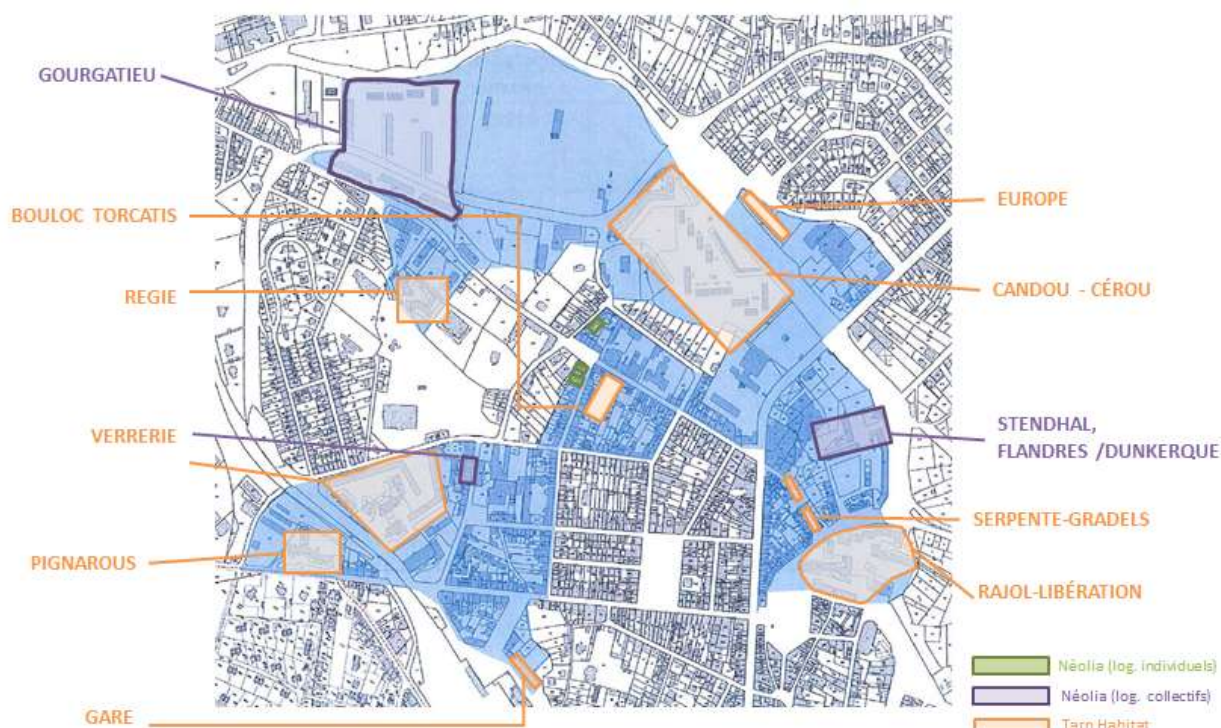 GOURGATIEU
BOULOC TORCATIS
REGIE
VERRERIE
PIGNAROUS
GARE
EUROPE
CANDOU - CÉROU
STENDHAL,
FLANDRES /DUNKERQUE
SERPENTE-GRADELS
RAJOL-LIBÉRATION
Néolia (log. individuels)
Néolia (log. collectifs)
Tarn Habitat